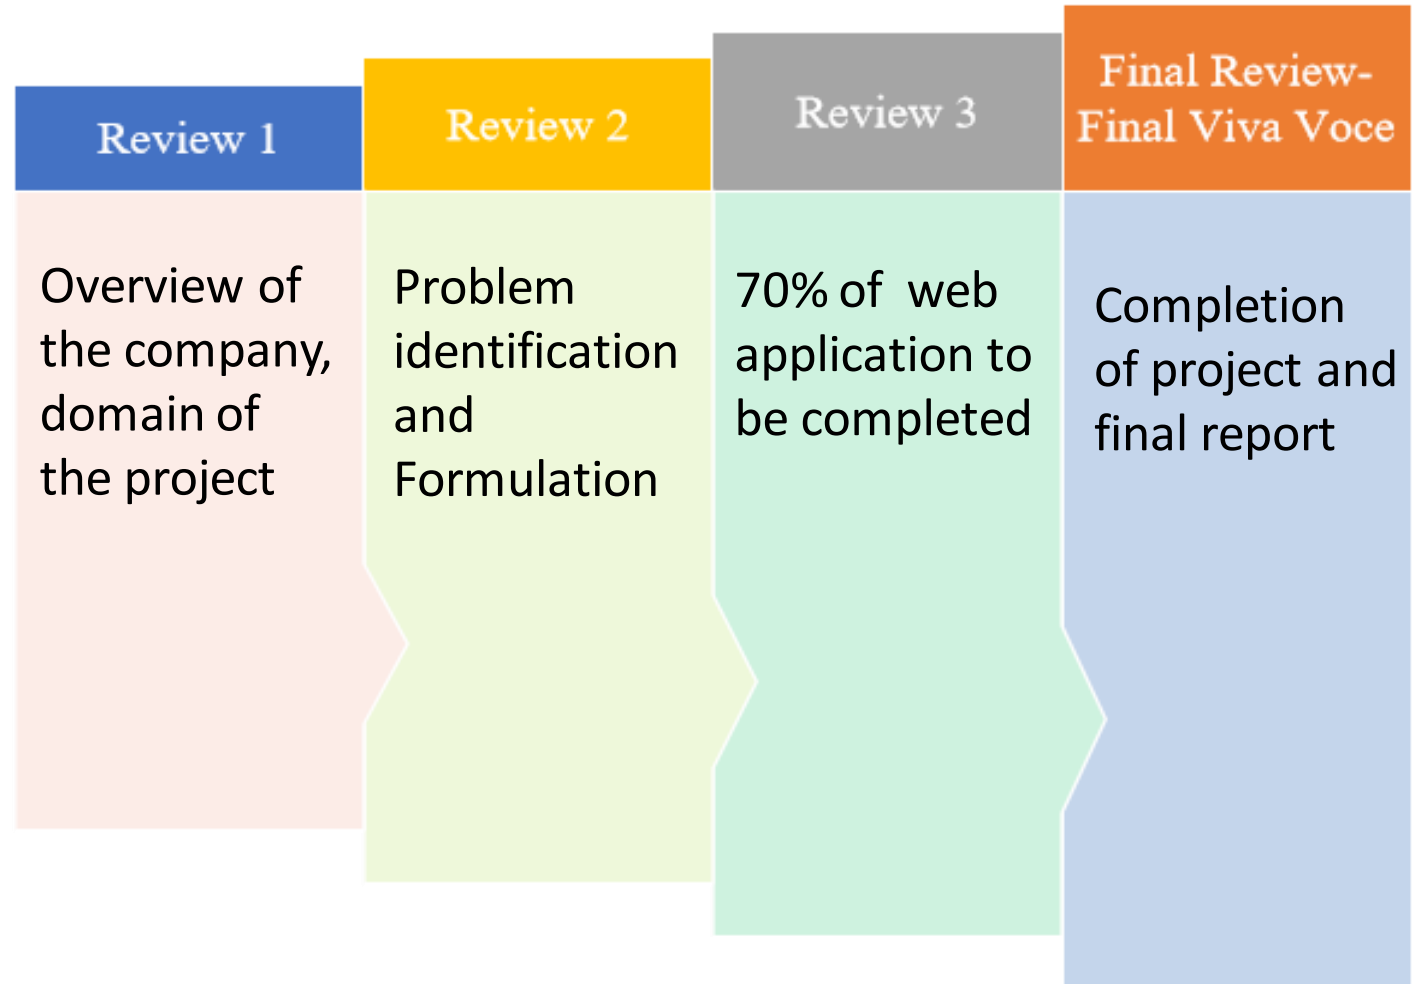 Review 1
Review 2
Review 3
Final Review-
Final Viva Voce
Overview of
the company,
domain of
the project
Problem
identification
and
Formulation
70% of  web
application to
be completed
Completion
of project and
final report